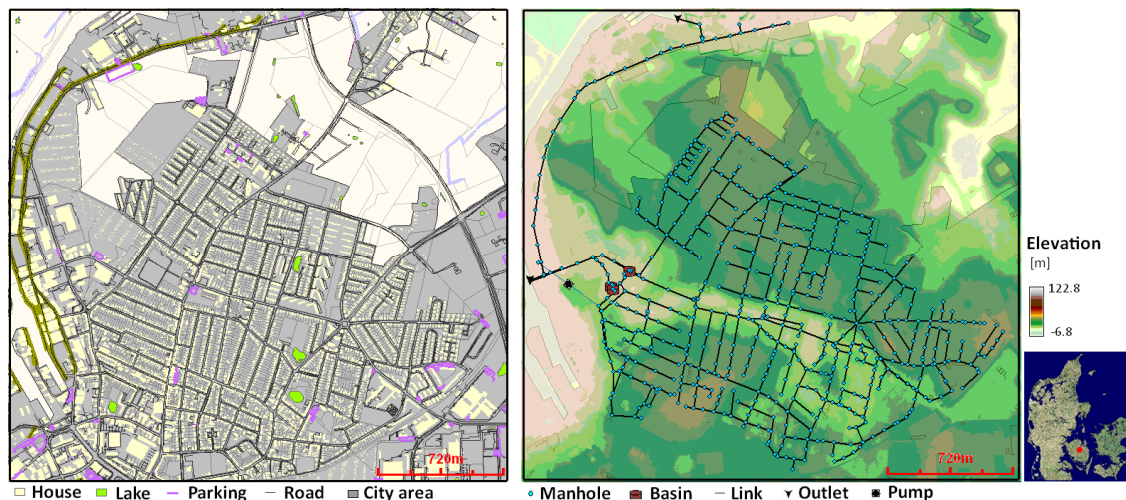 720m
House Lake Parking Road City area
720m
Manhole Basin Link Outlet Pump
Elevation
[m]
122.8
-6.8